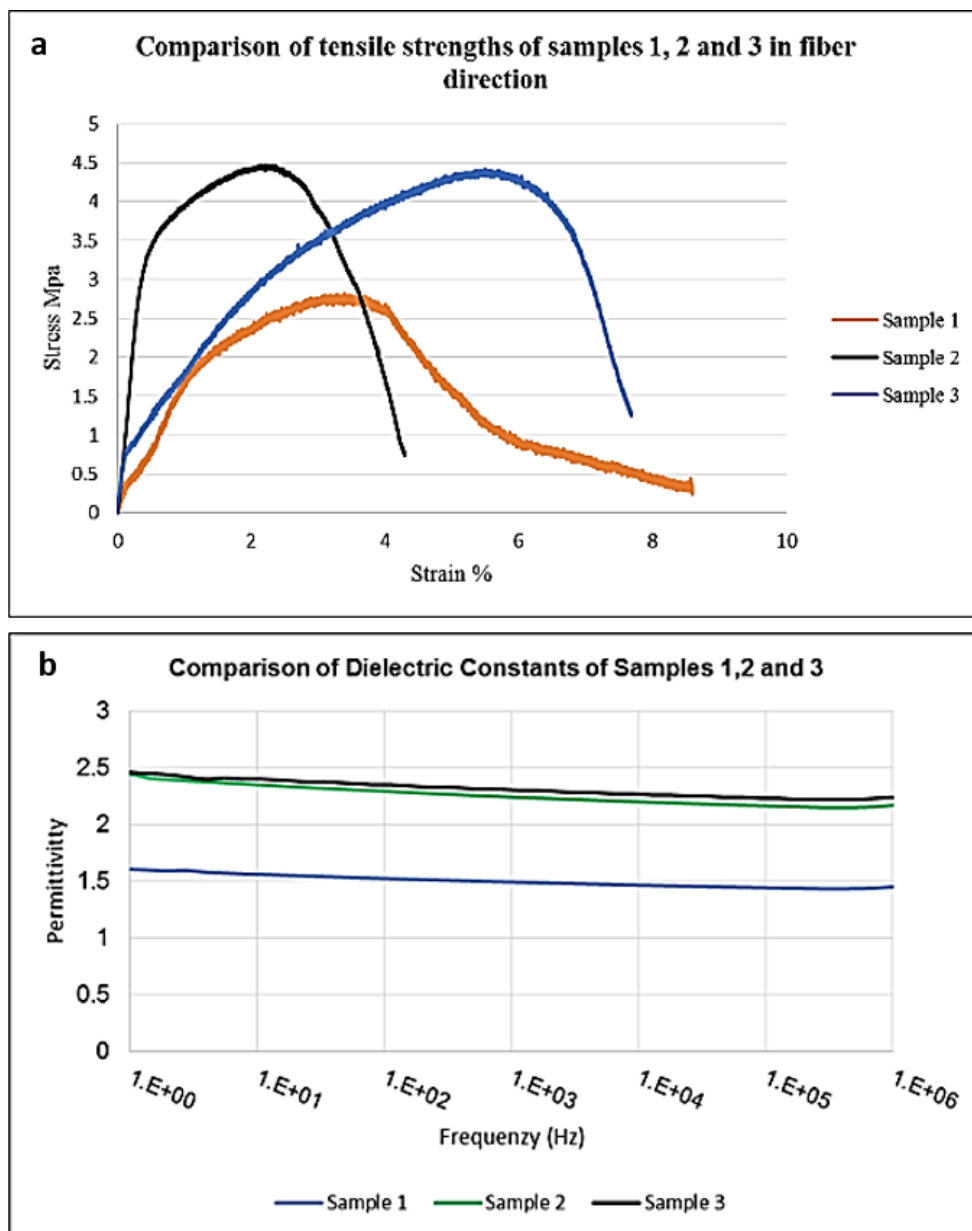 a
Comparison of tensile strengths of samples 1, 2 and 3 in fiber
direction
5
4.5
4
3.5
3
2.5
2
1.5
1
0.5
0
Stress Mpa
0 2 4 6 8 10
Strain %
Sample 1
Sample 2
Sample 3
b
Comparison of Dielectric Constants of Samples 1,2 and 3
3
2.5
2
1.5
1
0.5
0
Permittivitty
1.E+00 1.E+01 1.E+02 1.E+03 1.E+04 1.E+05 1.E+06
Frequenzy (Hz)
Sample 1 Sample 2 Sample 3